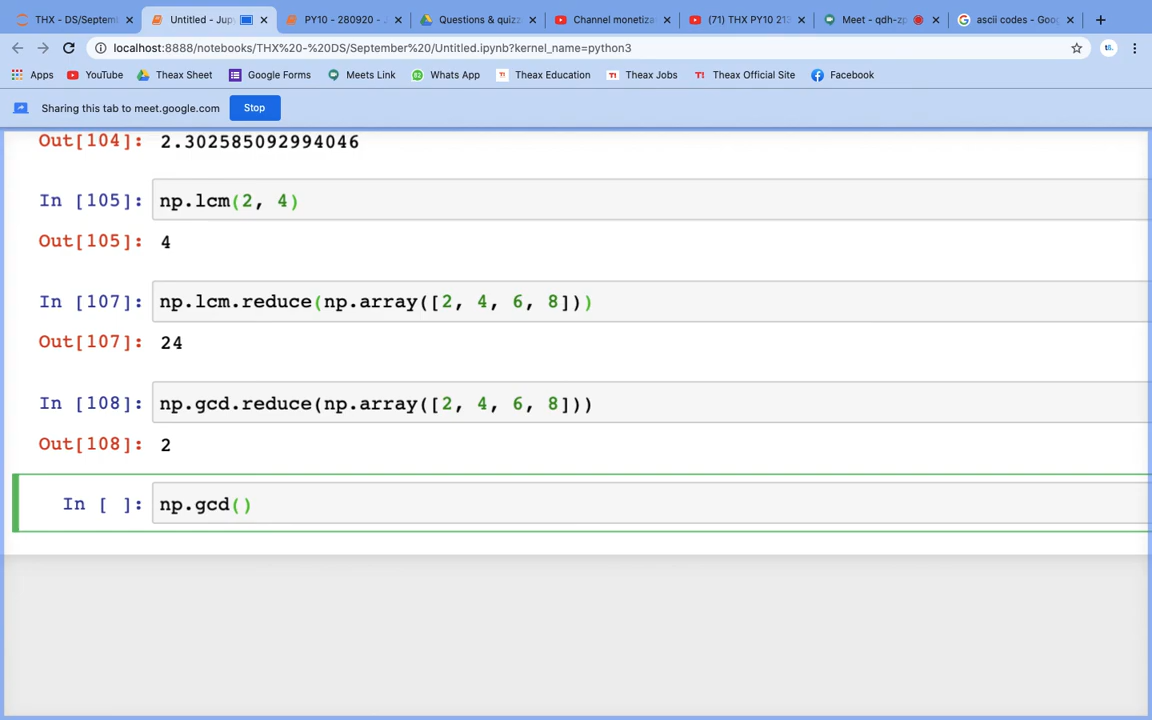 THX - DS/Septem
Untitled - Jup
PY10 - 280920 - J
Questions & quizz
Channel monetiza
(71) THX PY10 213
Meet - qdh-zp
ascii codes - Goog
localhost:8888/notebooks/THX%20-%20DS/September%20/Untitled.ipynb?kernel_name=python3
Apps YouTube Theax Sheet Google Forms Meets Link Whats App Theax Education Theax Jobs Theax Official Site Facebook
Sharing this tab to meet.google.com Stop
Out[104]: 2.302585092994046
In [105]: np.lcm(2, 4)
Out[105]: 4
In [107]: np.lcm.reduce(np.array([2, 4, 6, 8]))
Out[107]: 24
In [108]: np.gcd.reduce(np.array([2, 4, 6, 8]))
Out[108]: 2
In [ ]: np.gcd()